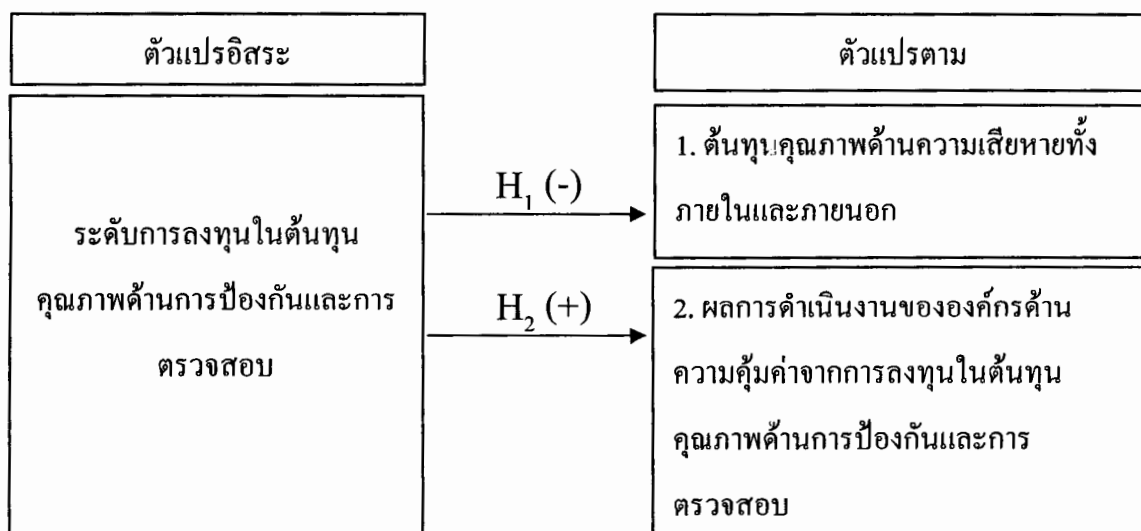 ตัวแปรอิสระ
ตัวแปรตาม
ระดับการลงทุนในต้นทุน
คุณภาพด้านการป้องกันและการ
ตรวจสอบ
H₁ (-)
H₂ (+)
1. ต้นทุนคุณภาพด้านความเสียหายทั้ง
ภายในและภายนอก
2. ผลการดำเนินงานขององค์กรด้าน
ความคุ้มค่าจากการลงทุนในต้นทุน
คุณภาพด้านการป้องกันและการ
ตรวจสอบ